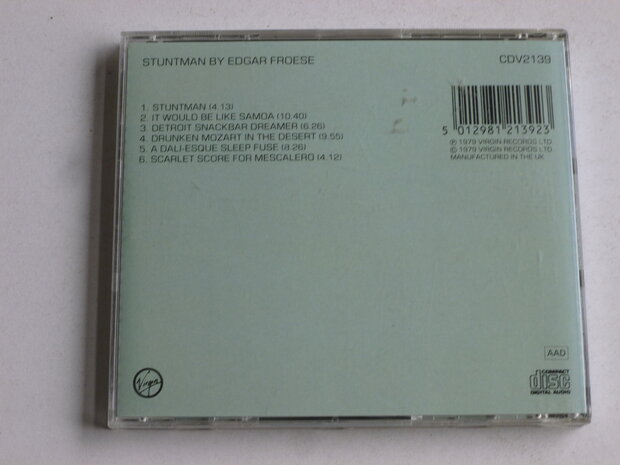 STUNTMAN BY EDGAR FROESE
CDV2139
1. STUNTMAN (4.13)
2. IT WOULD BE LIKE SAMOA (10.40)
3. DETROIT SNACKBAR DREAMER (6.26)
4. DRUNKEN MOZART IN THE DESERT (9.55)
5. A DALI-ESQUE SLEEP FUSE (8.26)
6. SCARLET SCORE FOR MESCALERO (4.12)
5 012981 213923
℗ 1979 VIRGIN RECORDS LTD.
© 1979 VIRGIN RECORDS LTD.
MANUFACTURED IN THE UK
AAD
Virgin
COMPACT
disc
DIGITAL AUDIO